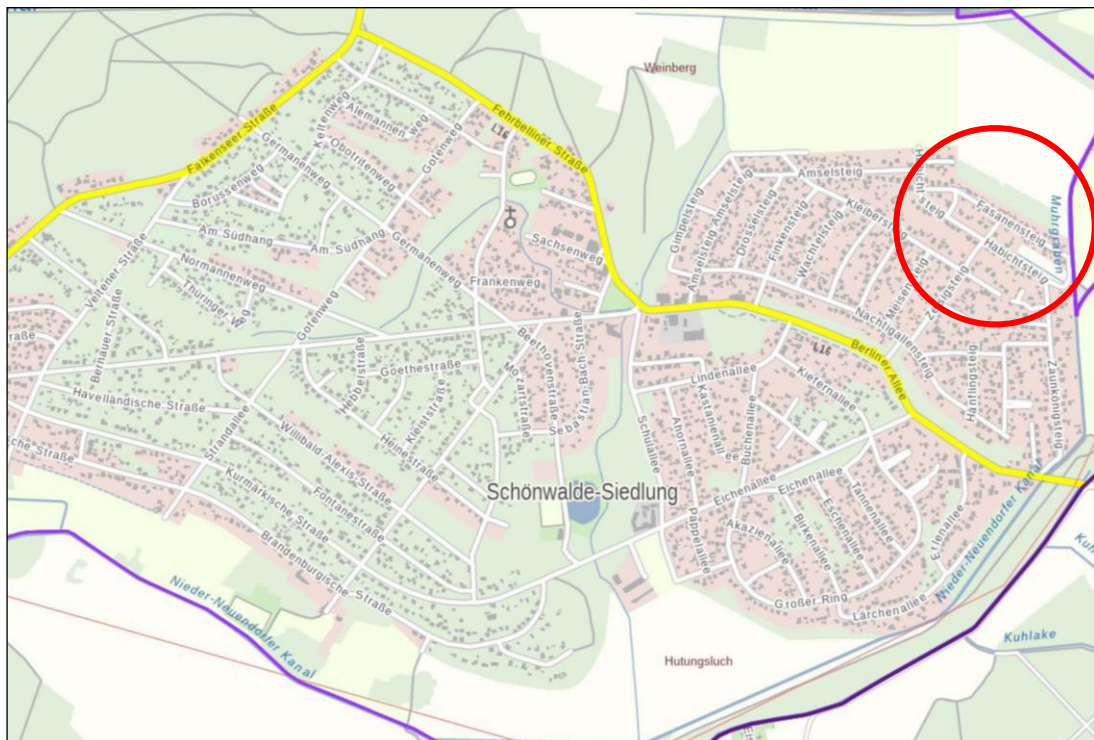 Weinberg
Falkenseer Straße
Fehrbelliner Straße
L16
Keltenweg
Alemannen weg
Gotenweg
Germanenweg
Obotritenweg
Borussenweg
Am Südhang
Am Südhang
Germanenweg
Normannenweg
Thüringer W.
Veltener Straße
Bernauer Straße
Gotenweg
Sachsenweg
Frankenweg
Amselsteig
Gimpelsteig
Amselsteig
Amselsteig
Drosselsteig
Finkensteig
Wachtelsteig
Kleibersteig
Fasanensteig
Habichtsteig
Muhrgraben
Meisensteig
Zeisigsteig
Nachtigallensteig
Berliner Allee
L16
Hänflingsteig
Zaunkönigsteig
Straße
Havelländische Straße
Goethestraße
Hebbelstraße
Kleiststraße
Heinestraße
Mozartstraße
Beethovenstraße
Sebastian-Bach-Straße
Lindenallee
Kiefernallee
Schulallee
Ahornallee
Kastanienallee
Buchenallee
Strandallee
Willibald-Alexis-Straße
Fontanestraße
Kurmärkische Straße
Brandenburgische Straße
Schönwalde-Siedlung
Eichenallee
Eichenallee
Tannenallee
Eschenallee
Birkenallee
Akazienallee
Pappelallee
Erlenallee
Großer Ring
Lärchenallee
Nieder-Neuendorfer Kanal
Nieder-Neuendorfer Kanal
Kuhlake
Hutungsluch